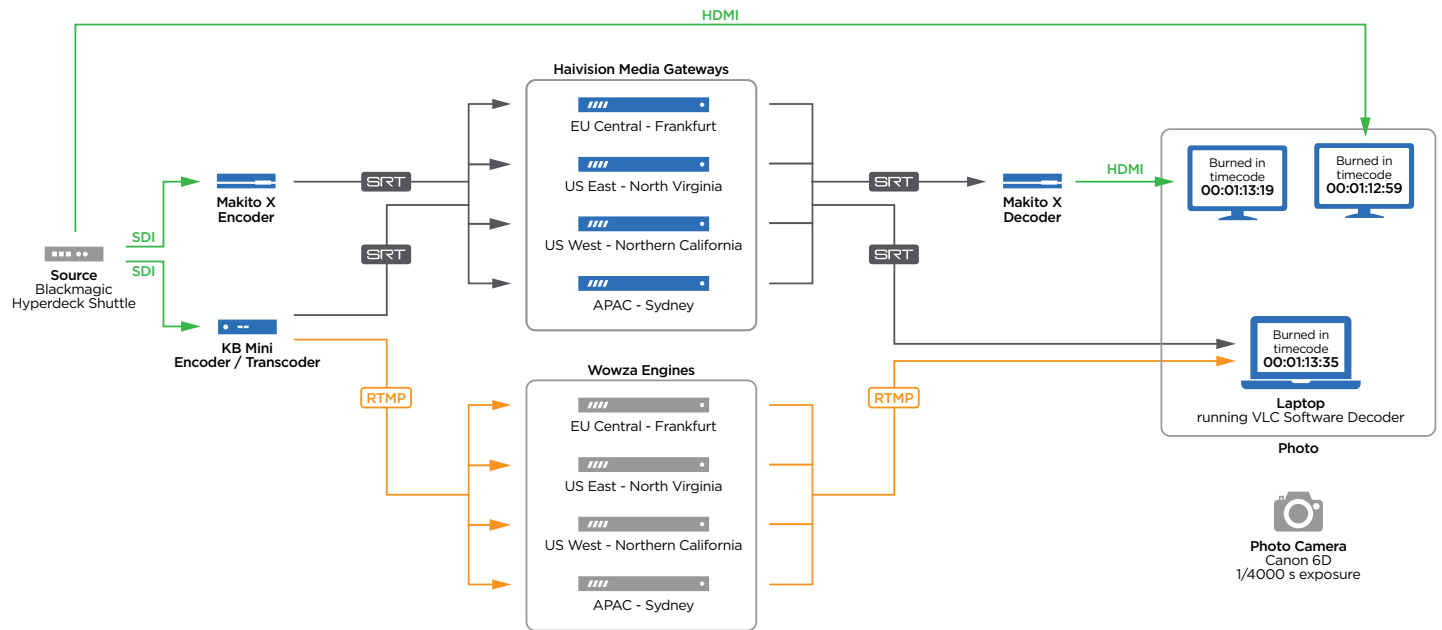 HDMI
Haivision Media Gateways
EU Central - Frankfurt
US East - North Virginia
US West - Northern California
APAC - Sydney
SDI
SDI
Makito X
Encoder
SRT
SRT
Source
Blackmagic
Hyperdeck Shuttle
KB Mini
Encoder / Transcoder
RTMP
Wowza Engines
EU Central - Frankfurt
US East - North Virginia
US West - Northern California
APAC - Sydney
SRT
SRT
RTMP
Makito X
Decoder
HDMI
Burned in
timecode
00:01:13:19
Burned in
timecode
00:01:12:59
Burned in
timecode
00:01:13:35
Laptop
running VLC Software Decoder
Photo
Photo Camera
Canon 6D
1/4000 s exposure